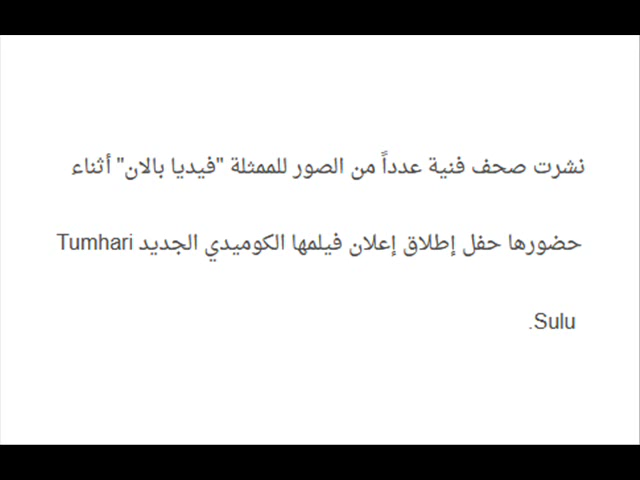 نشرت صحف فنية عدداً من الصور للممثلة "فيديا بالان" أثناء
حضورها حفل إطلاق إعلان فيلمها الكوميدي الجديد Tumhari
Sulu.